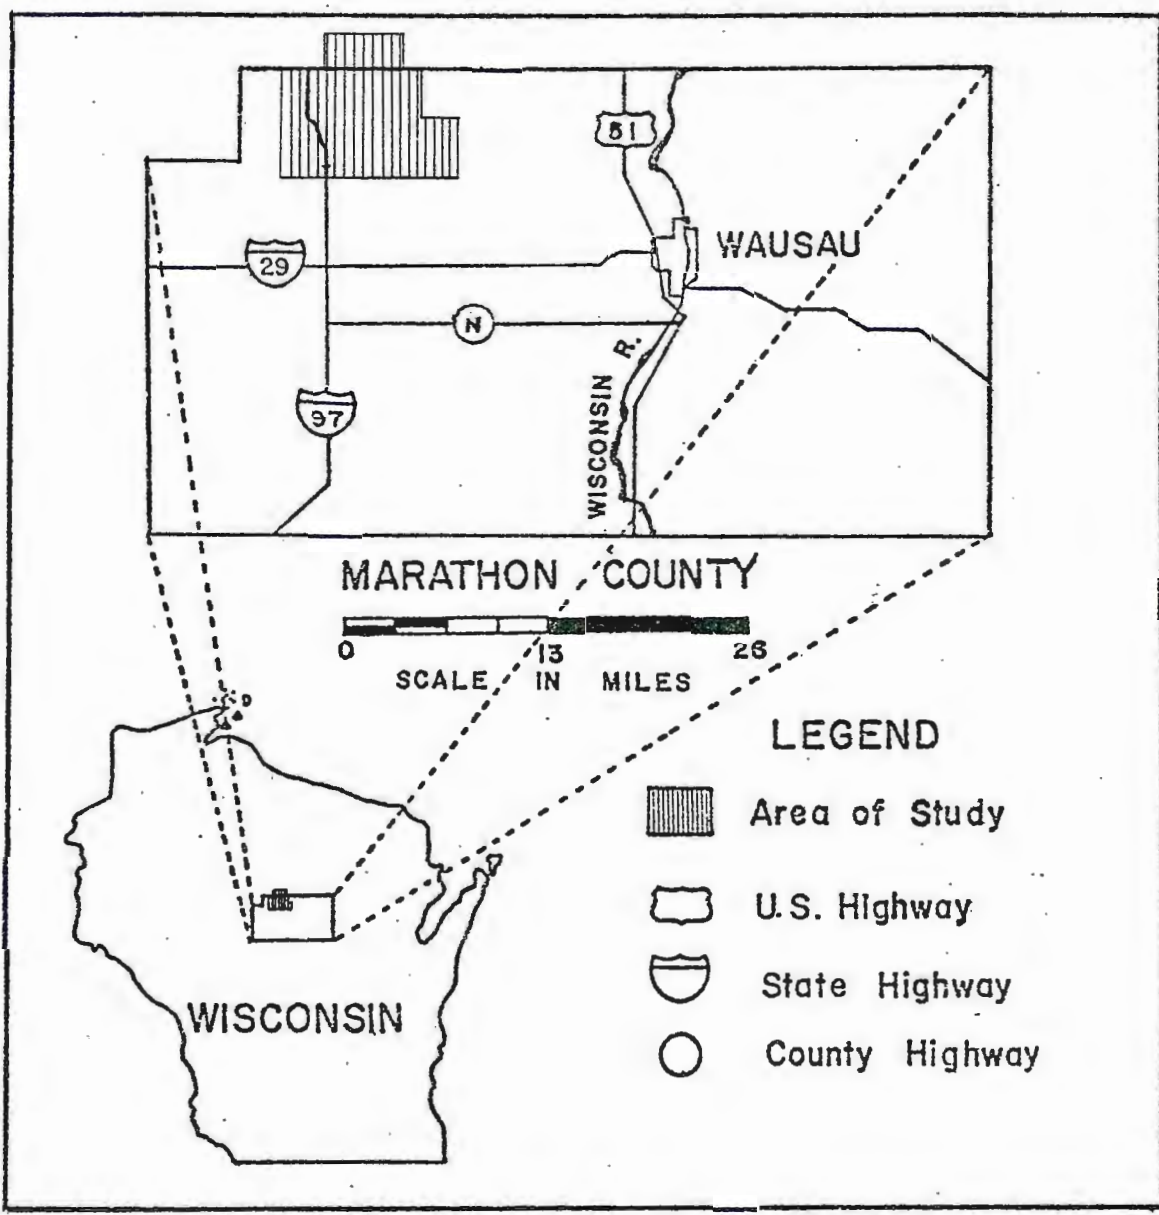 51
WAUSAU
29
N
R.
97
WISCONSIN
MARATHON COUNTY
0 13 26
SCALE IN MILES
LEGEND
Area of Study
U.S. Highway
State Highway
County Highway
WISCONSIN